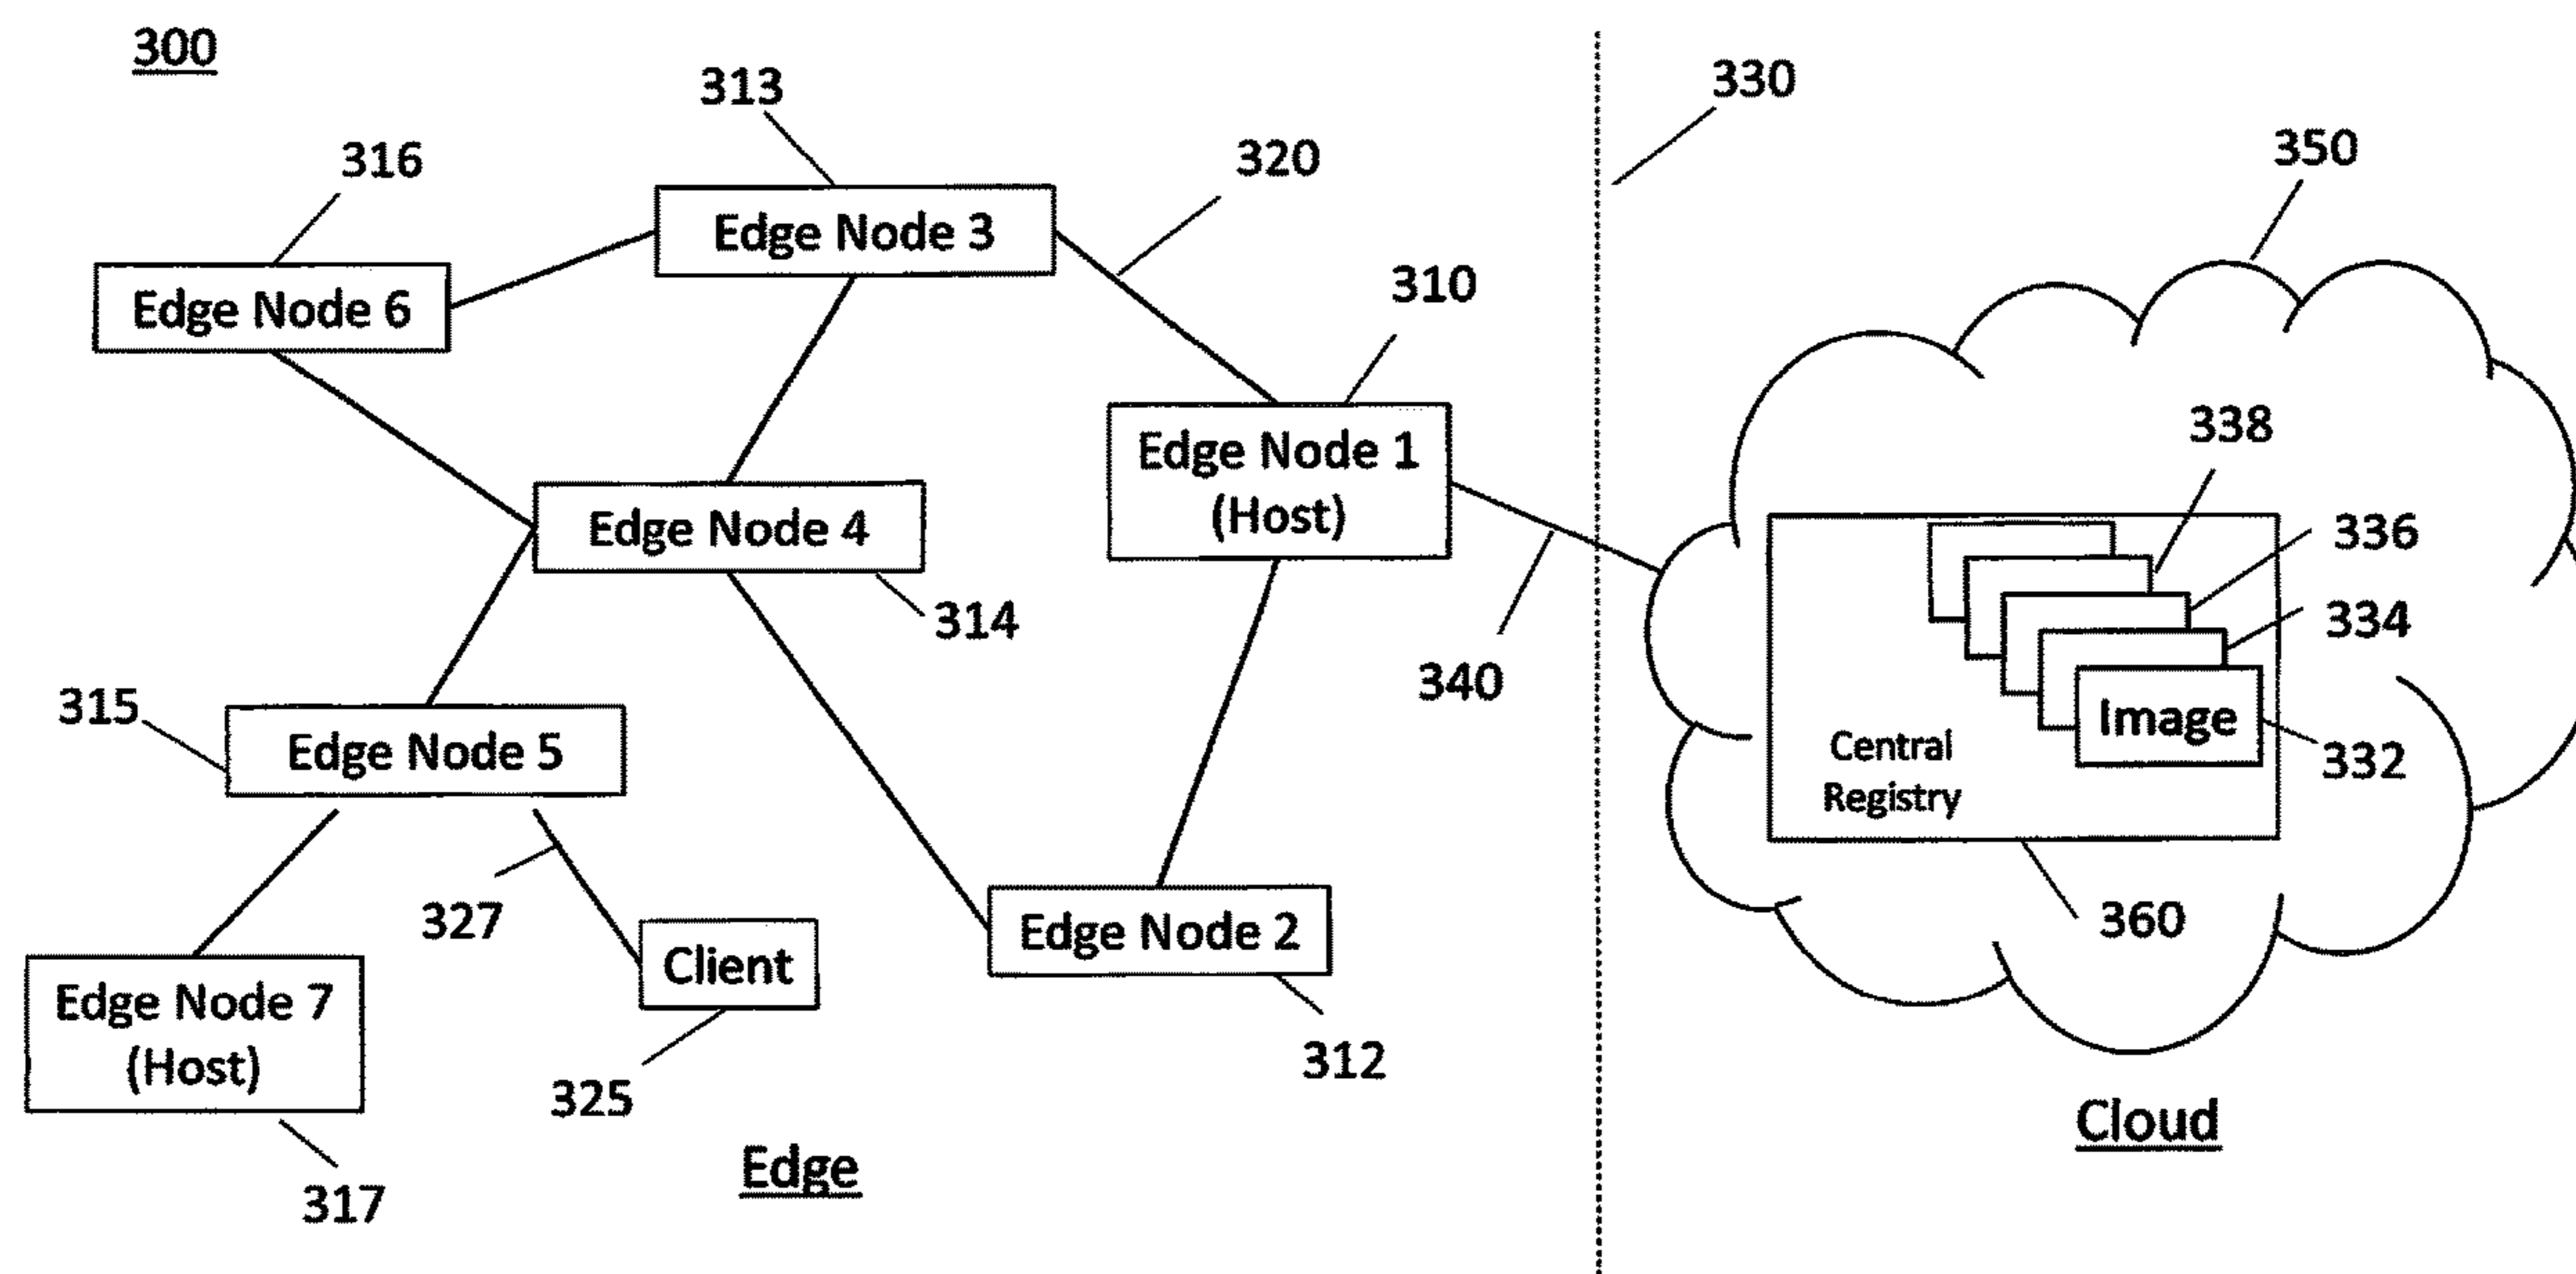 300
313
330
316
320
350
Edge Node 3
310
Edge Node 6
338
Edge Node 1
(Host)
336
Edge Node 4
334
314
340
315
Image
Edge Node 5
332
Central
Registry
327
360
Edge Node 2
Client
Edge Node 7
(Host)
312
325
Cloud
Edge
317